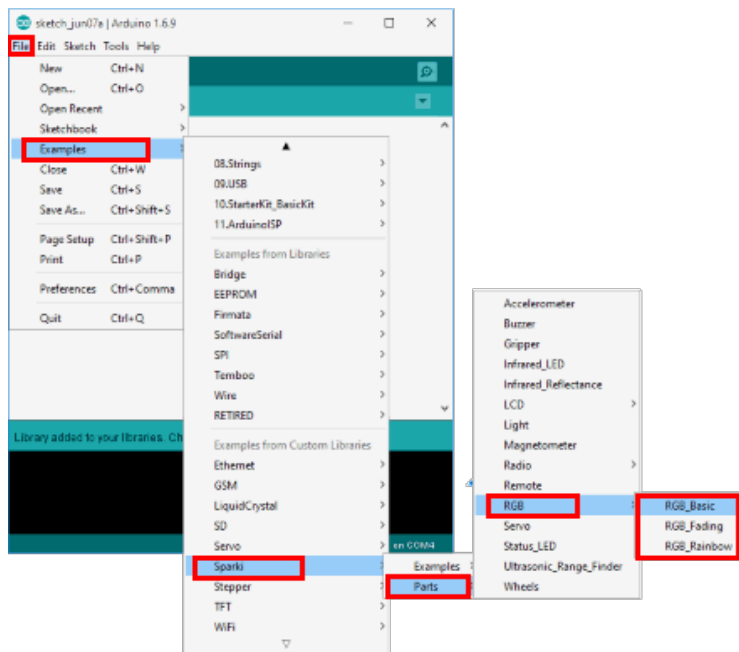 sketch_jun07a | Arduino 1.6.9
File Edit Sketch Tools Help
New Ctrl+N
Open... Ctrl+O
Open Recent
Sketchbook
Examples
Close Ctrl+W
Save Ctrl+S
Save As... Ctrl+Shift+S
Page Setup Ctrl+Shift+P
Print Ctrl+P
Preferences Ctrl+Comma
Quit Ctrl+Q
Library added to your libraries. Ch
08.Strings
09.USB
10.StarterKit_BasicKit
11.ArduinoISP
Examples from Libraries
Bridge
EEPROM
Firmata
SoftwareSerial
SPI
Temboo
Wire
RETIRED
Examples from Custom Libraries
Ethernet
GSM
LiquidCrystal
SD
Servo
Sparki
Stepper
TFT
WiFi
en COM4
Examples
Parts
Accelerometer
Buzzer
Gripper
Infrared_LED
Infrared_Reflectance
LCD
Light
Magnetometer
Radio
Remote
RGB
Servo
Status_LED
Ultrasonic_Range_Finder
Wheels
RGB_Basic
RGB_Fading
RGB_Rainbow